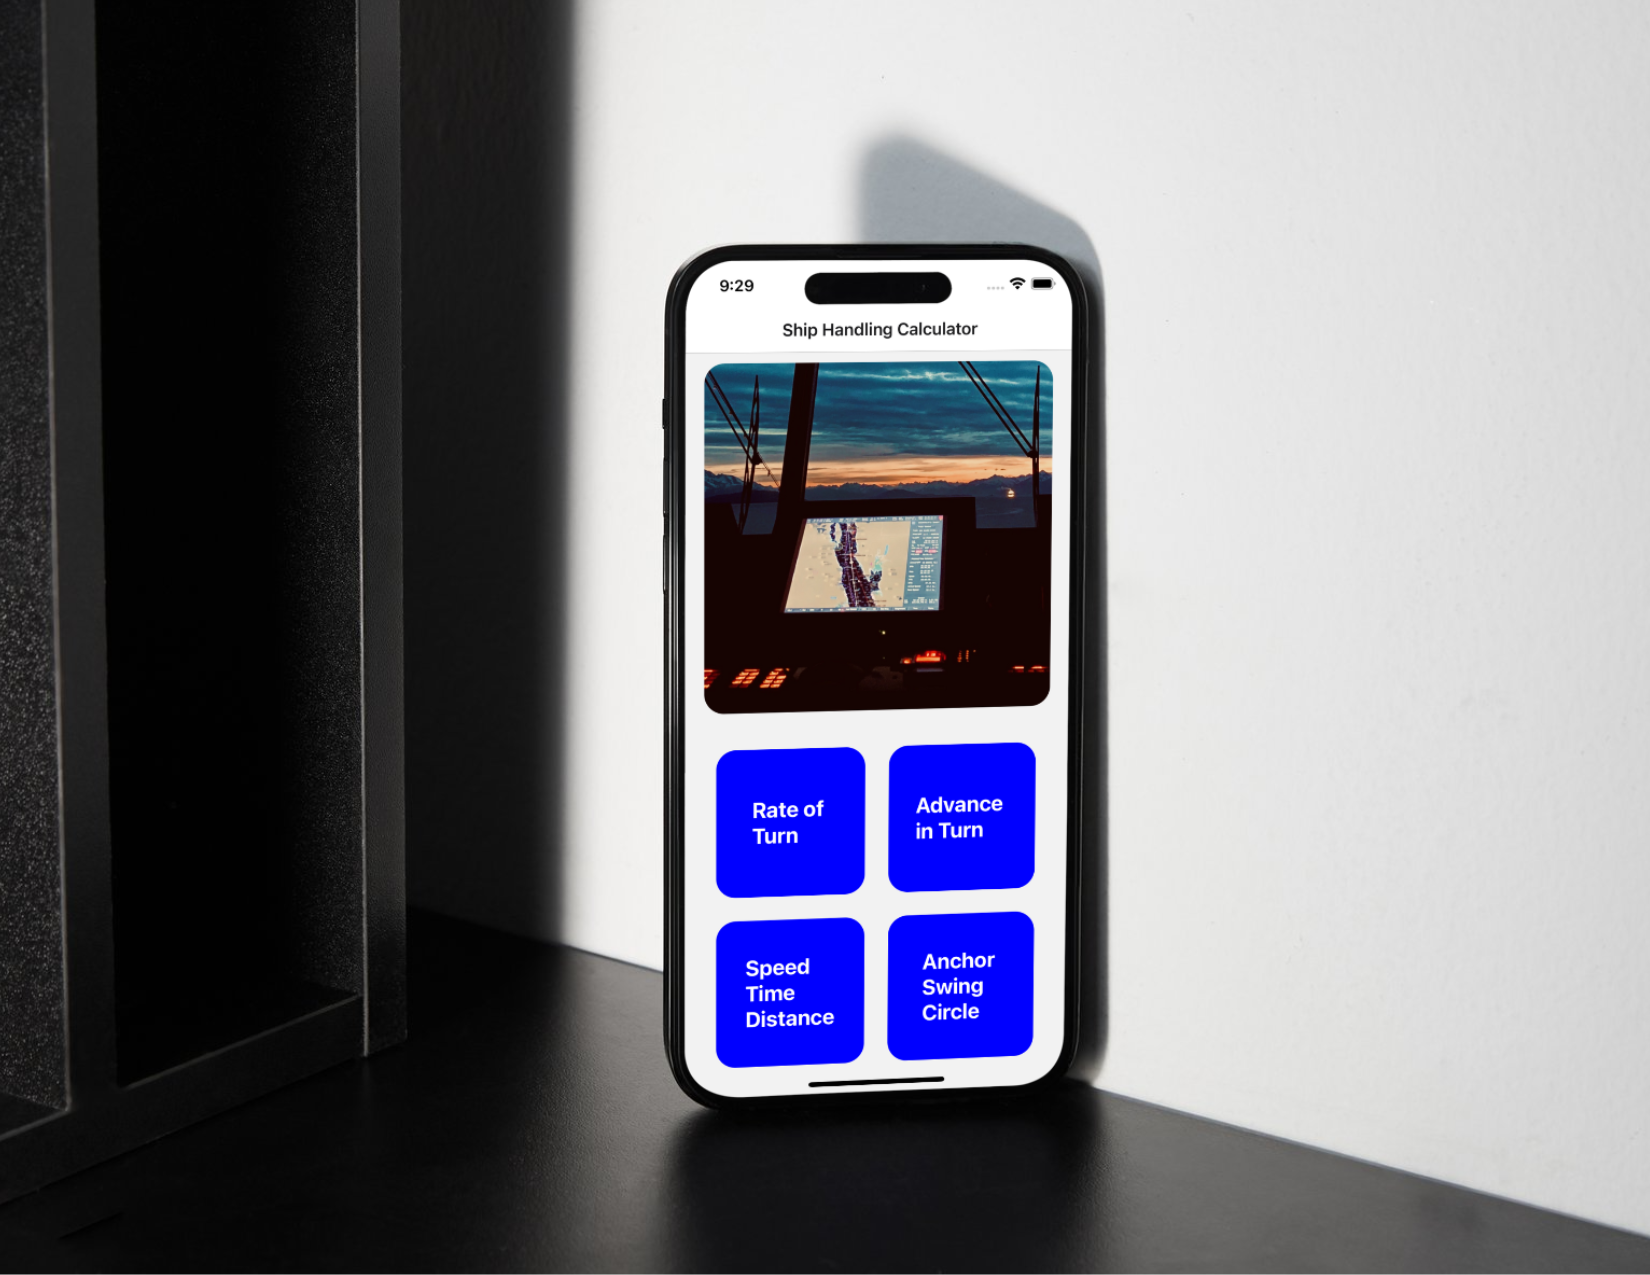 9:29
Ship Handling Calculator
Rate of
Turn
Advance
in Turn
Speed
Time
Distance
Anchor
Swing
Circle